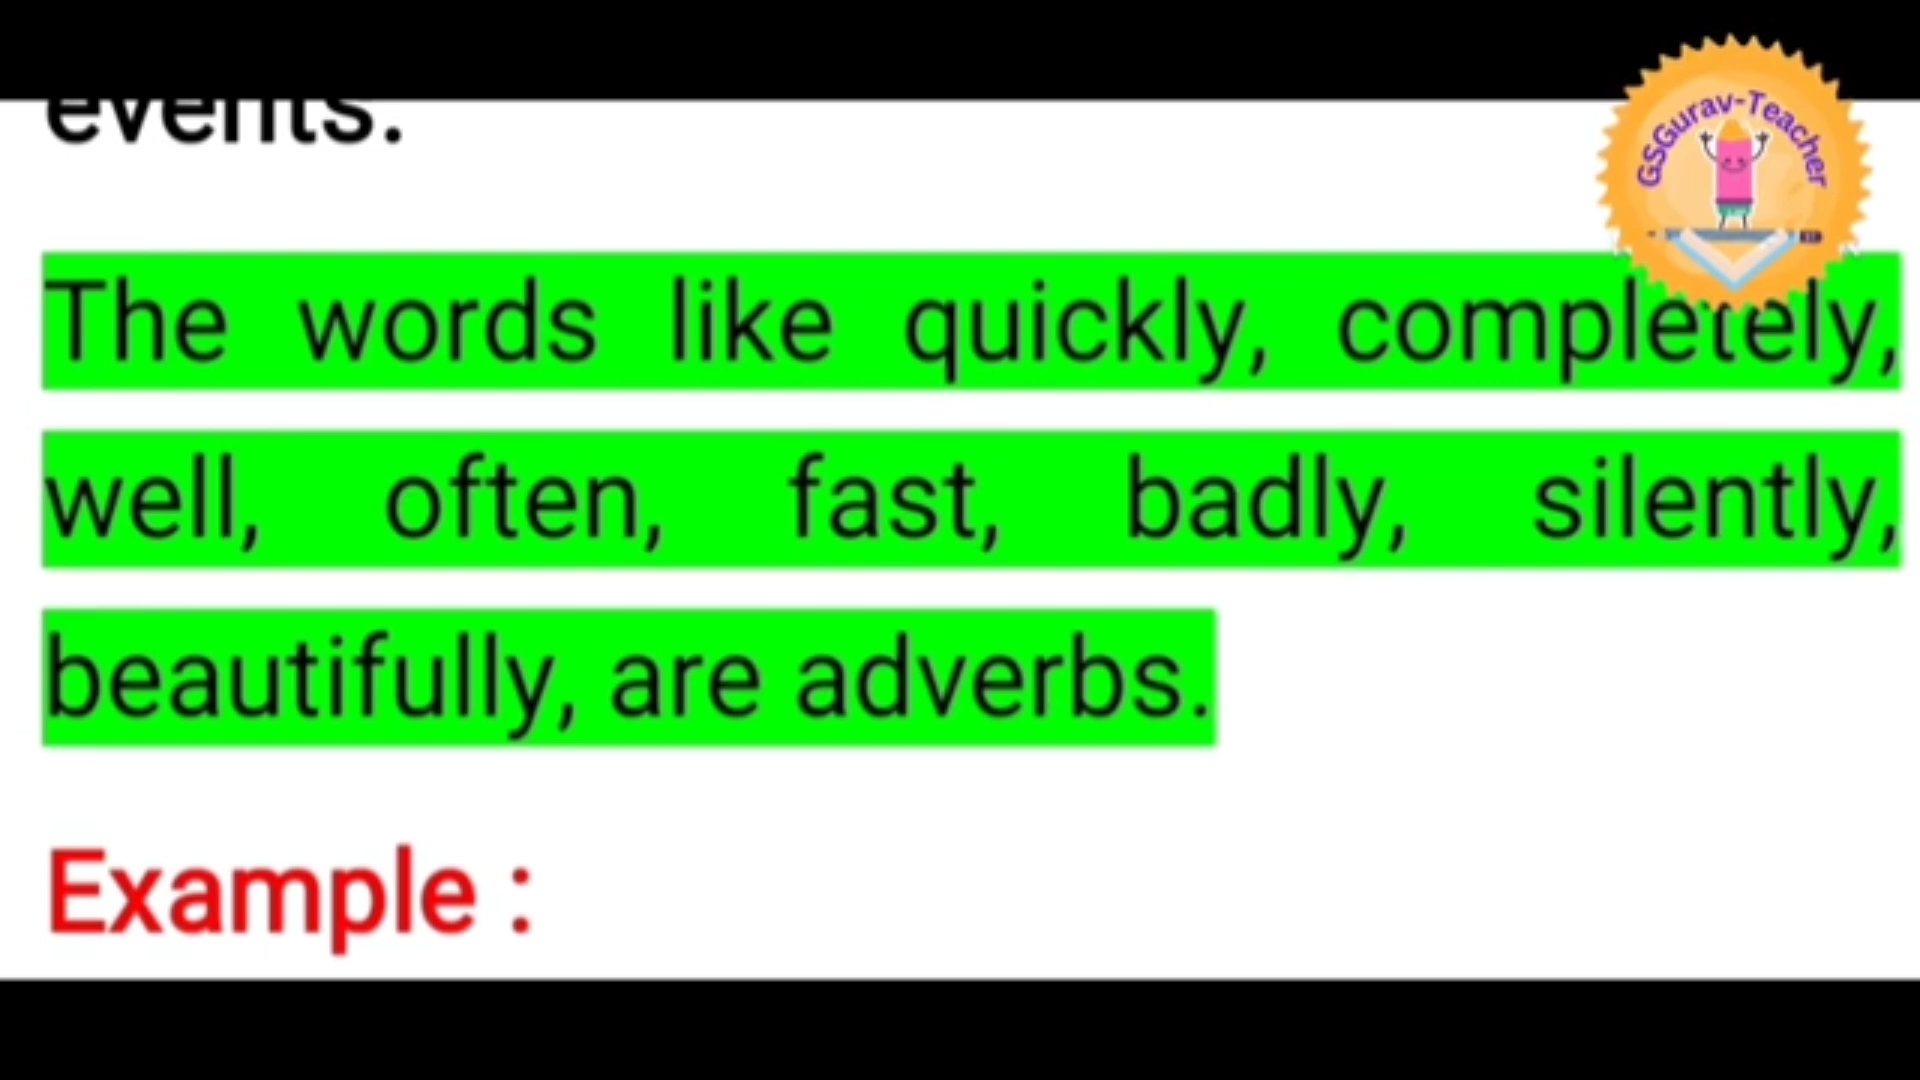 events.
GSGurav-Teacher
The words like quickly, completely,
well, often, fast, badly, silently,
beautifully, are adverbs.
Example :